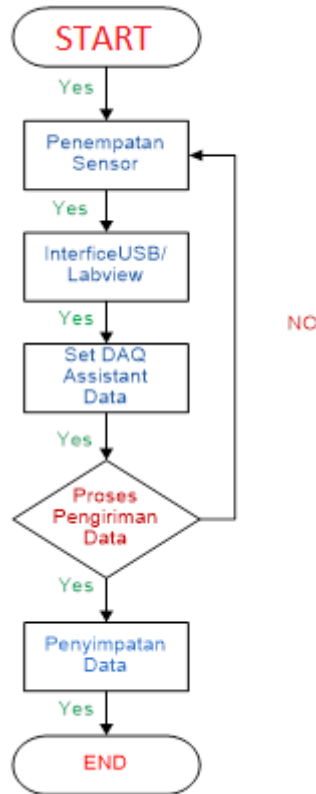 START
Yes
Penempatan
Sensor
Yes
InterficeUSB/
Labview
Yes
Set DAQ
Assistant
Data
Yes
NO
Proses
Pengiriman
Data
Yes
Penyimpatan
Data
Yes
END